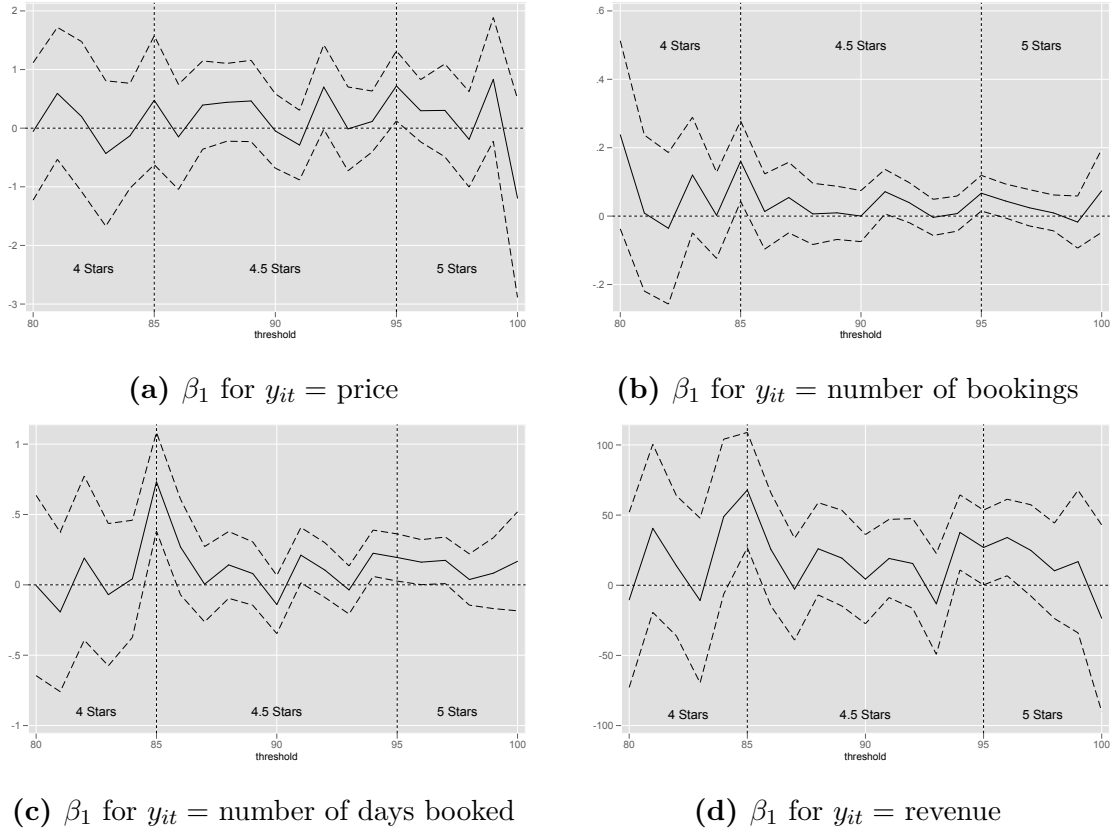 2
1
0
-1
-2
-3
4 Stars
4.5 Stars
5 Stars
80
85
90
95
100
threshold
(a) β₁ for yᵢₜ = price
.6
.4
.2
0
-.2
4 Stars
4.5 Stars
5 Stars
80
85
90
95
100
threshold
(b) β₁ for yᵢₜ = number of bookings
1
.5
0
-.5
-1
4 Stars
4.5 Stars
5 Stars
80
85
90
95
100
threshold
(c) β₁ for yᵢₜ = number of days booked
100
50
0
-50
-100
4 Stars
4.5 Stars
5 Stars
80
85
90
95
100
threshold
(d) β₁ for yᵢₜ = revenue